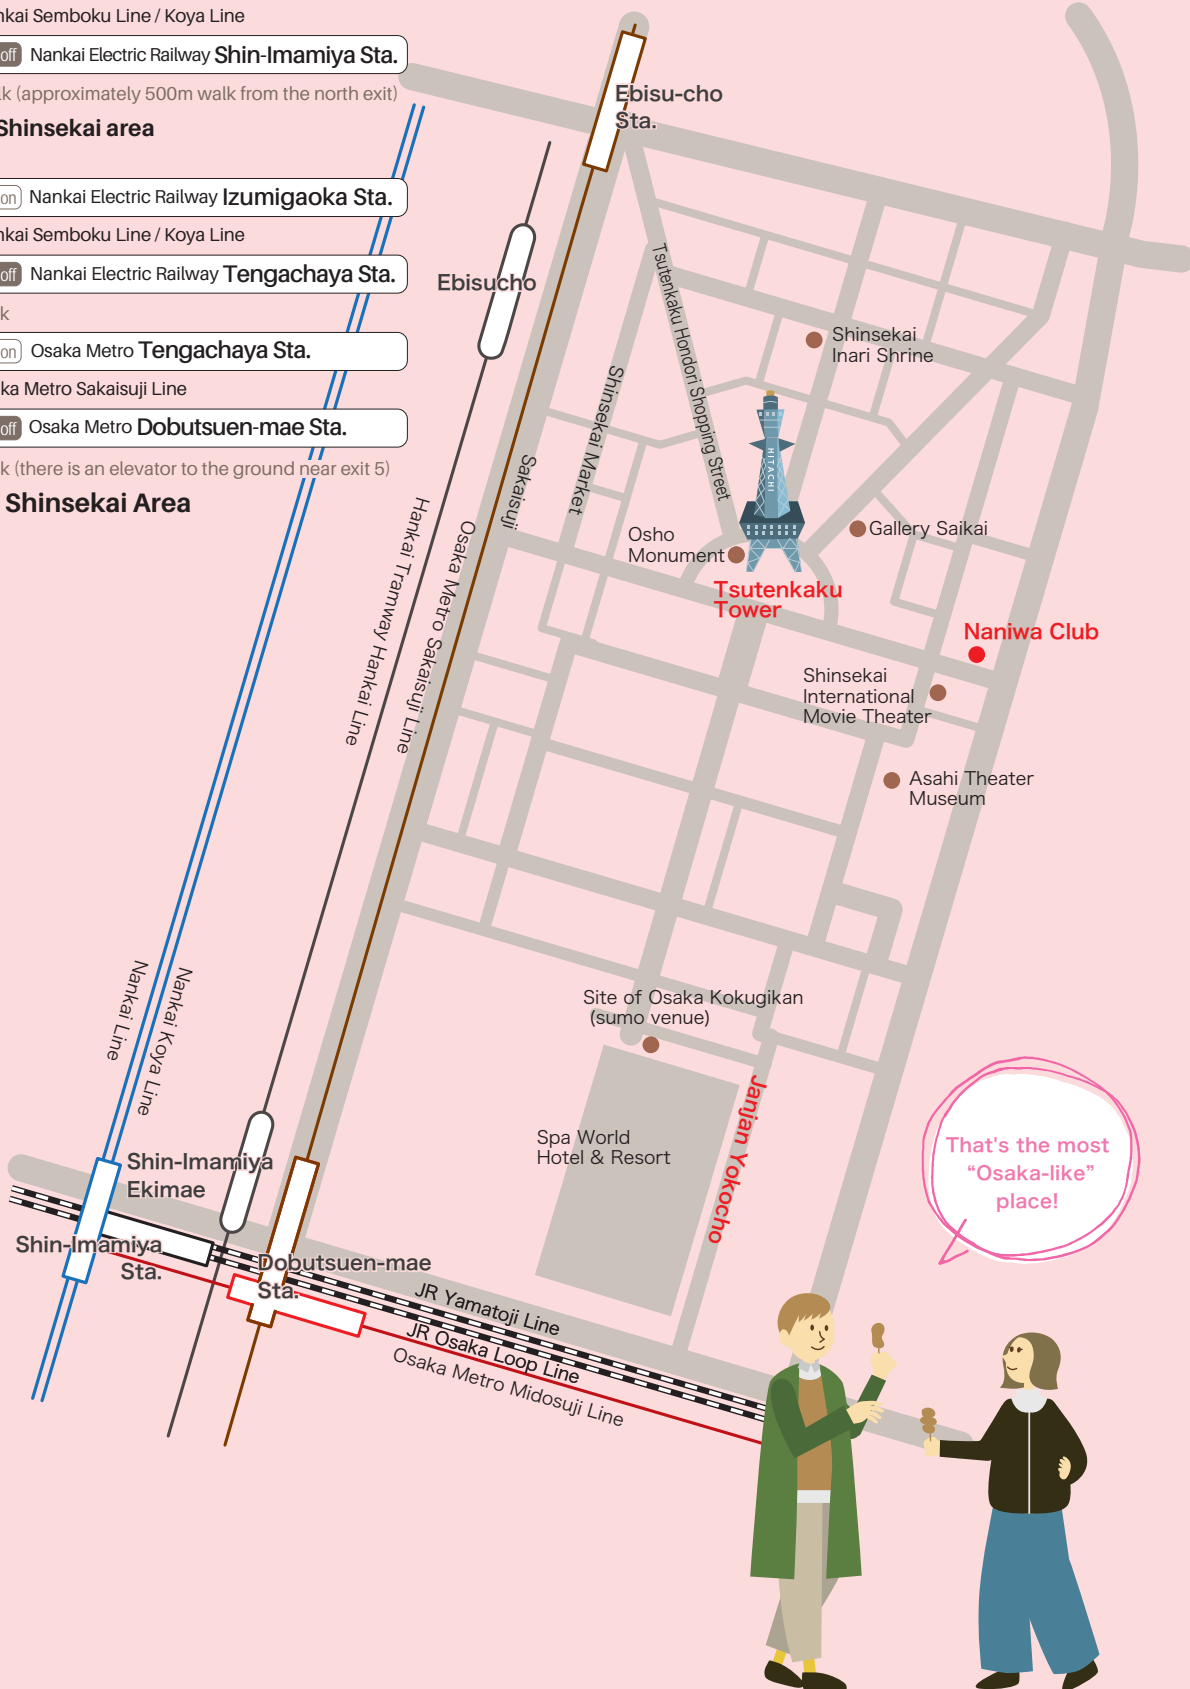 nkai Semboku Line / Koya Line
off Nankai Electric Railway Shin-Imamiya Sta.
lk (approximately 500m walk from the north exit)
Shinsekai area
on Nankai Electric Railway Izumigaoka Sta.
nkai Semboku Line / Koya Line
off Nankai Electric Railway Tengachaya Sta.
k
on Osaka Metro Tengachaya Sta.
ka Metro Sakaisuji Line
off Osaka Metro Dobutsuen-mae Sta.
k (there is an elevator to the ground near exit 5)
Shinsekai Area
Ebisu-cho
Sta.
Ebisucho
Tsutenkaku Hondori Shopping Street
Shinsekai
Inari Shrine
Shinsekai Market
Sakaisuji
HITACHI
Hankai Tramway Hankai Line
Osaka Metro Sakaisuji Line
Osho
Monument
Gallery Saikai
Tsutenkaku
Tower
Naniwa Club
Shinsekai
International
Movie Theater
Asahi Theater
Museum
Nankai Line
Nankai Koya Line
Site of Osaka Kokugikan
(sumo venue)
Janjan Yokocho
Spa World
Hotel & Resort
That's the most
“Osaka-like”
place!
Shin-Imamiya
Ekimae
Shin-Imamiya
Sta.
Dobutsuen-mae
Sta.
JR Yamatoji Line
JR Osaka Loop Line
Osaka Metro Midosuji Line